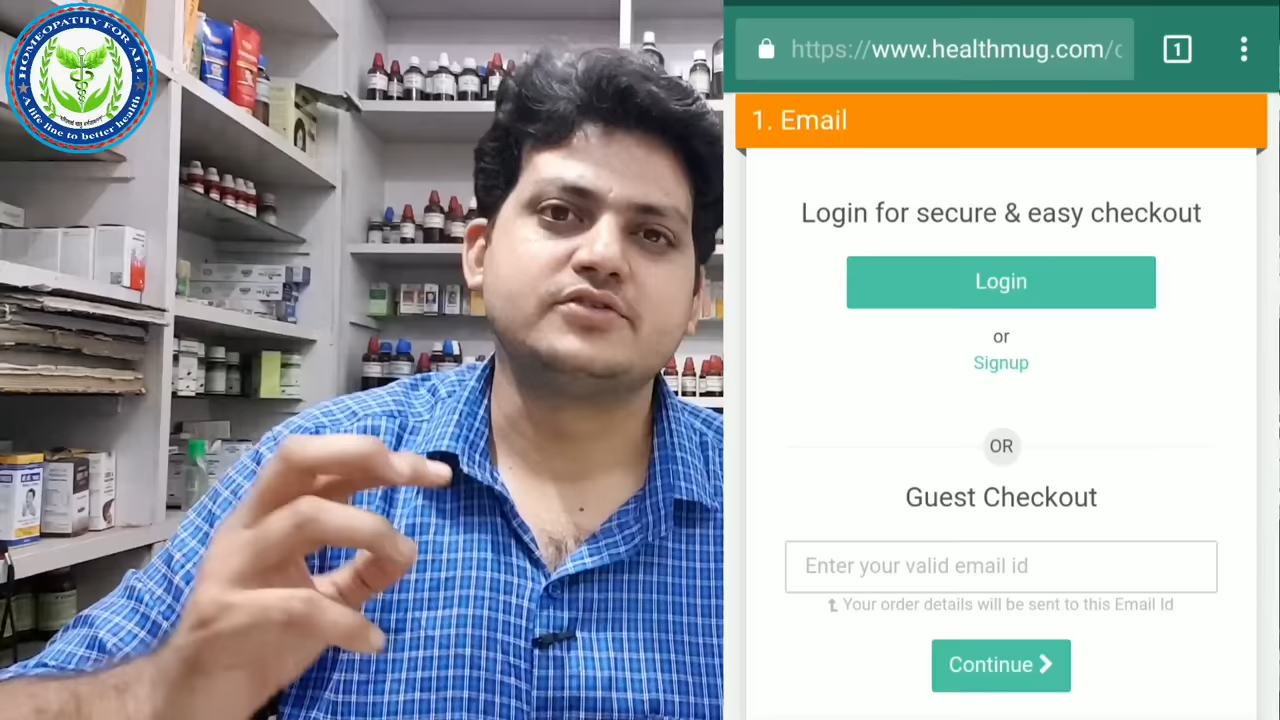 HOMEOPATHY FOR ALL
A life line to better health
1
https://www.healthmug.com/c
1. Email
Login for secure & easy checkout
Login
or
Signup
OR
Guest Checkout
Enter your valid email id
Your order details will be sent to this Email Id
Continue